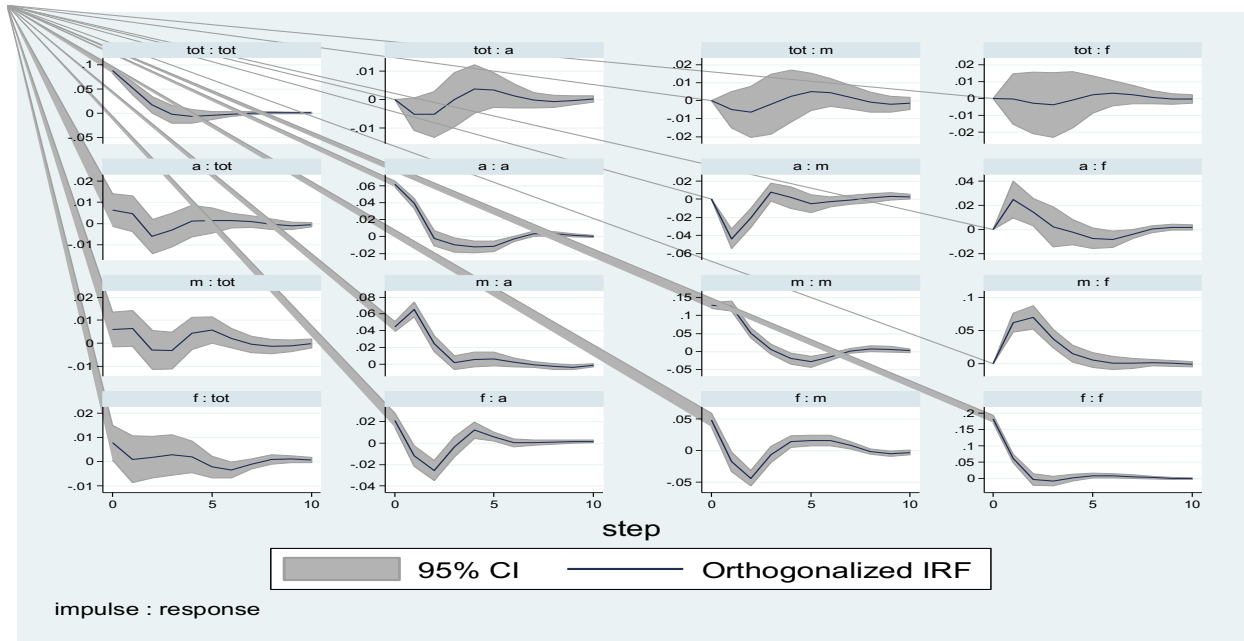 tot : tot
tot : a
tot : m
tot : f
.1
.05
0
-.05
.01
0
-.01
.02
.01
0
-.01
-.02
.02
.01
0
-.01
-.02
a : tot
a : a
a : m
a : f
.02
.01
0
-.01
.06
.04
.02
0
-.02
.02
0
-.02
-.04
-.06
.04
.02
0
-.02
m : tot
m : a
m : m
m : f
.02
.01
0
-.01
.08
.06
.04
.02
0
.15
.1
.05
0
-.05
.1
.05
0
f : tot
f : a
f : m
f : f
.02
.01
0
-.01
.02
0
-.02
-.04
.05
0
-.05
.2
.15
.1
.05
0
0 5 10
0 5 10
0 5 10
0 5 10
step
95% CI
Orthogonalized IRF
impulse : response